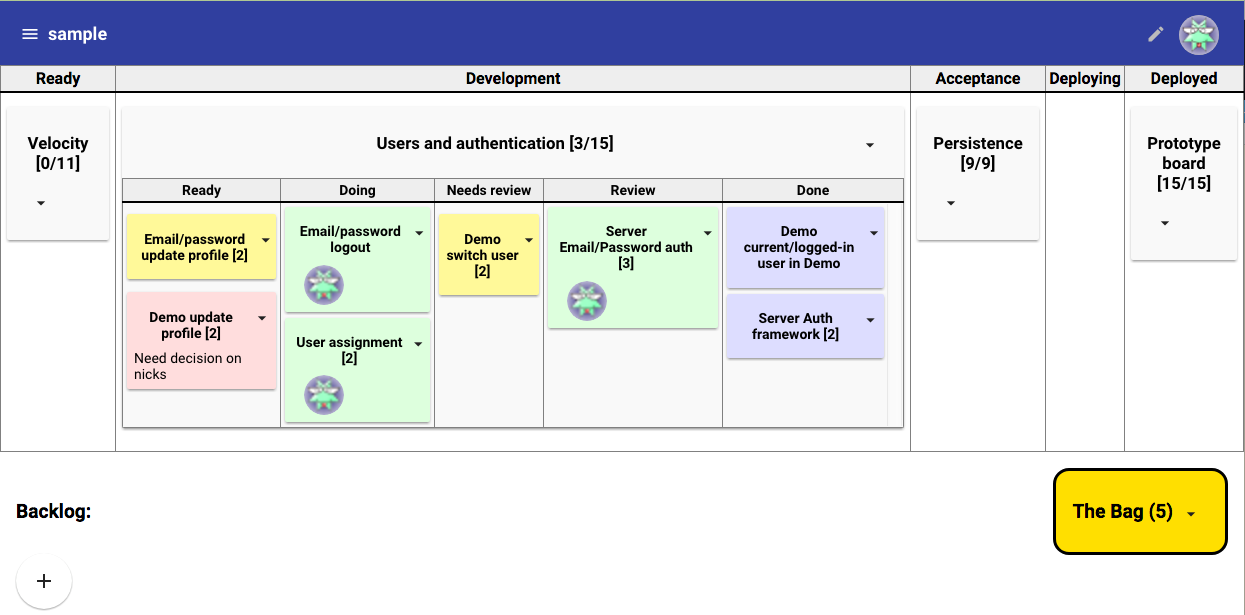 sample
Ready
Development
Acceptance
Deploying
Deployed
Velocity
[0/11]
Users and authentication [3/15]
Persistence
[9/9]
Prototype
board
[15/15]
Ready
Doing
Needs review
Review
Done
Email/password
update profile [2]
Demo update
profile [2]
Need decision on
nicks
Email/password
logout
User assignment
[2]
Demo
switch user
[2]
Server
Email/Password auth
[3]
Demo
current/logged-in
user in Demo
Server Auth
framework [2]
Backlog:
The Bag (5)